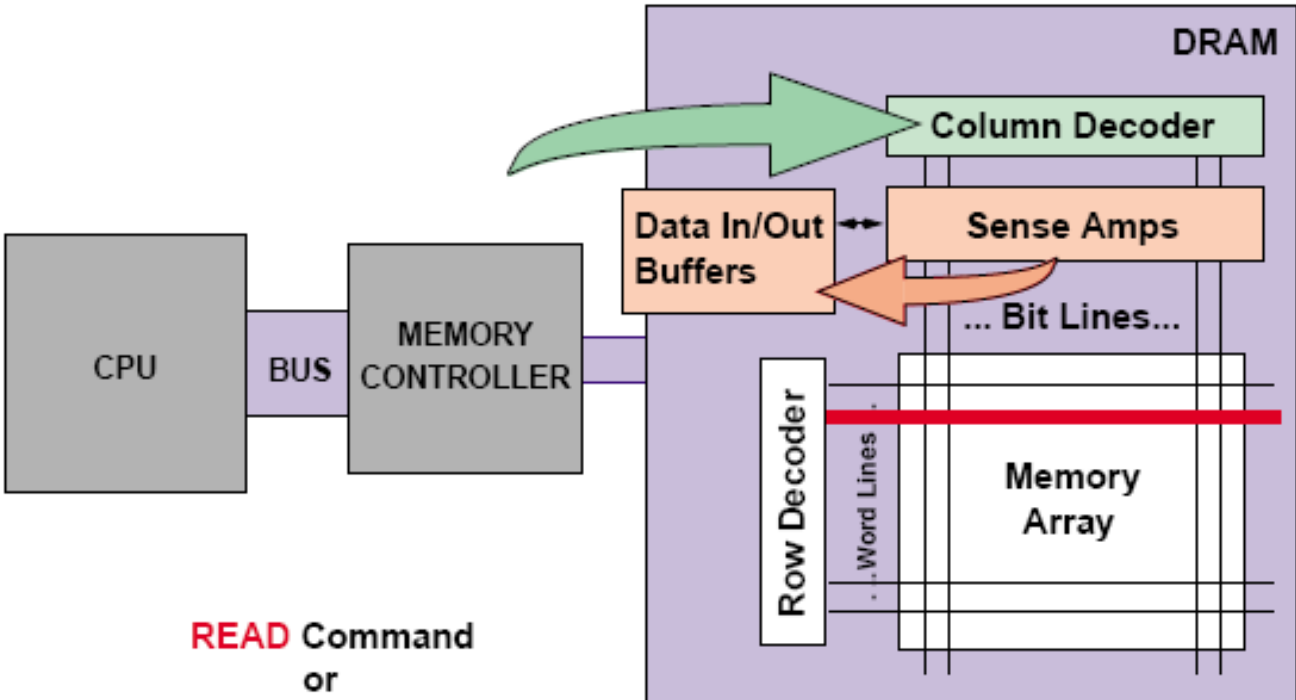 DRAM
Column Decoder
Data In/Out
Buffers
Sense Amps
... Bit Lines...
CPU
BUS
MEMORY
CONTROLLER
Row Decoder
...Word Lines ...
Memory
Array
READ Command
or